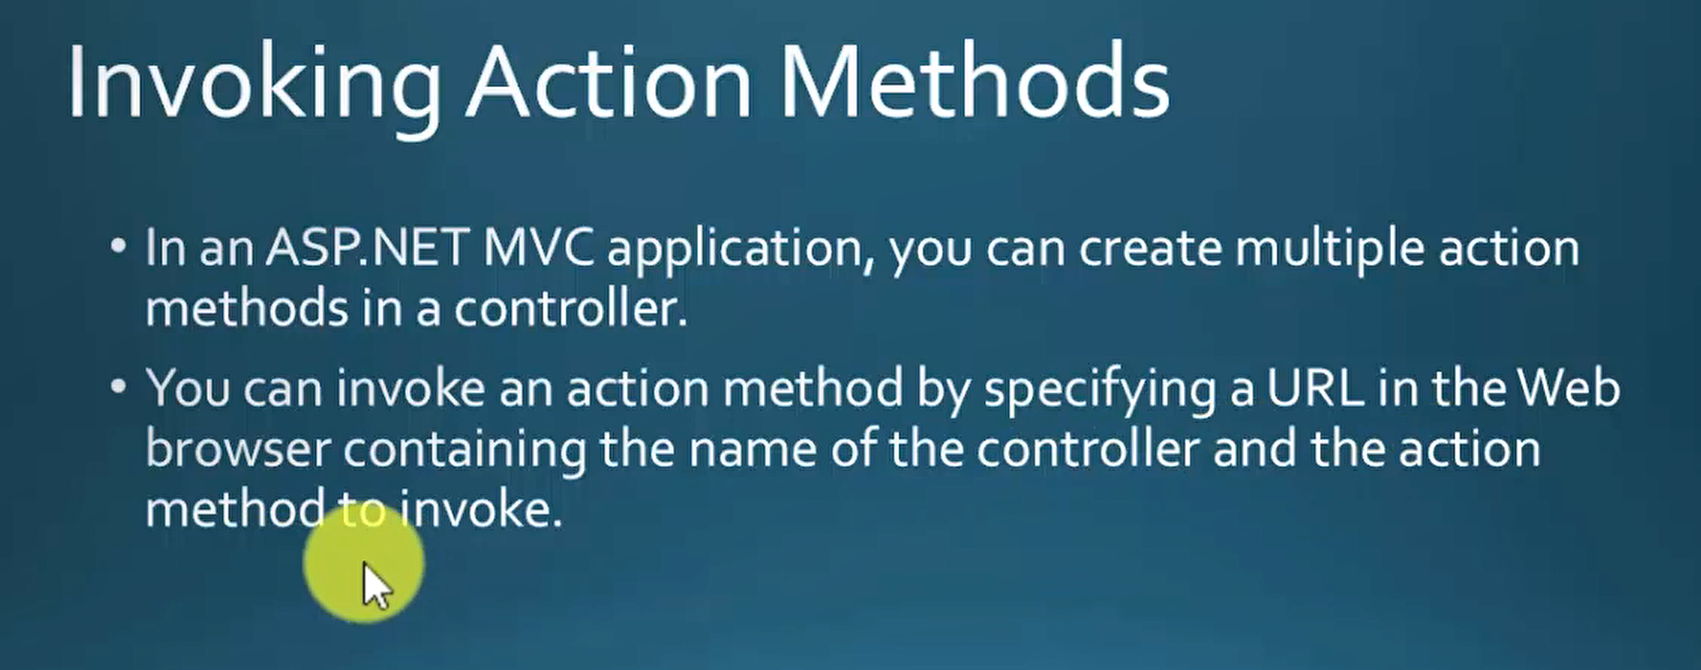 Invoking Action Methods
• In an ASP.NET MVC application, you can create multiple action
methods in a controller.
• You can invoke an action method by specifying a URL in the Web
browser containing the name of the controller and the action
method to invoke.